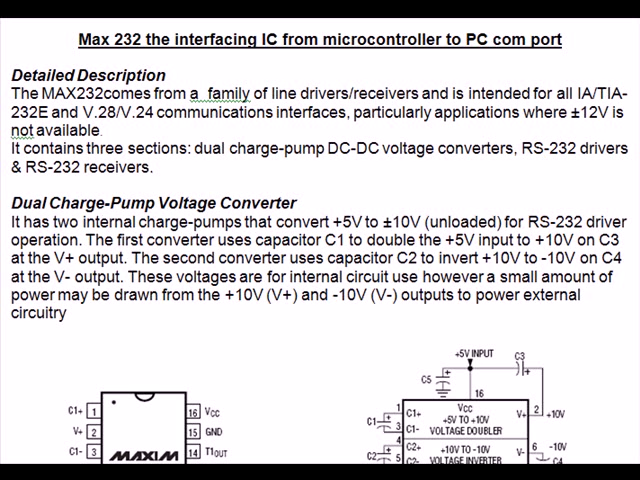 Max 232 the interfacing IC from microcontroller to PC com port
Detailed Description
The MAX232comes from a family of line drivers/receivers and is intended for all IA/TIA-
232E and V.28/V.24 communications interfaces, particularly applications where ±12V is
not available.
It contains three sections: dual charge-pump DC-DC voltage converters, RS-232 drivers
& RS-232 receivers.
Dual Charge-Pump Voltage Converter
It has two internal charge-pumps that convert +5V to ±10V (unloaded) for RS-232 driver
operation. The first converter uses capacitor C1 to double the +5V input to +10V on C3
at the V+ output. The second converter uses capacitor C2 to invert +10V to -10V on C4
at the V- output. These voltages are for internal circuit use however a small amount of
power may be drawn from the +10V (V+) and -10V (V-) outputs to power external
circuitry
C1+ 1 16 VCC
V+ 2 15 GND
C1- 3 MAXIM 14 T1OUT
+5V INPUT C3
C5
16
1 C1+ VCC 2
C1 +5V TO +10V V+ +10V
3 C1- VOLTAGE DOUBLER
4 C2+ +10V TO -10V 6 -10V
C2 5 C2- VOLTAGE INVERTER V- C4